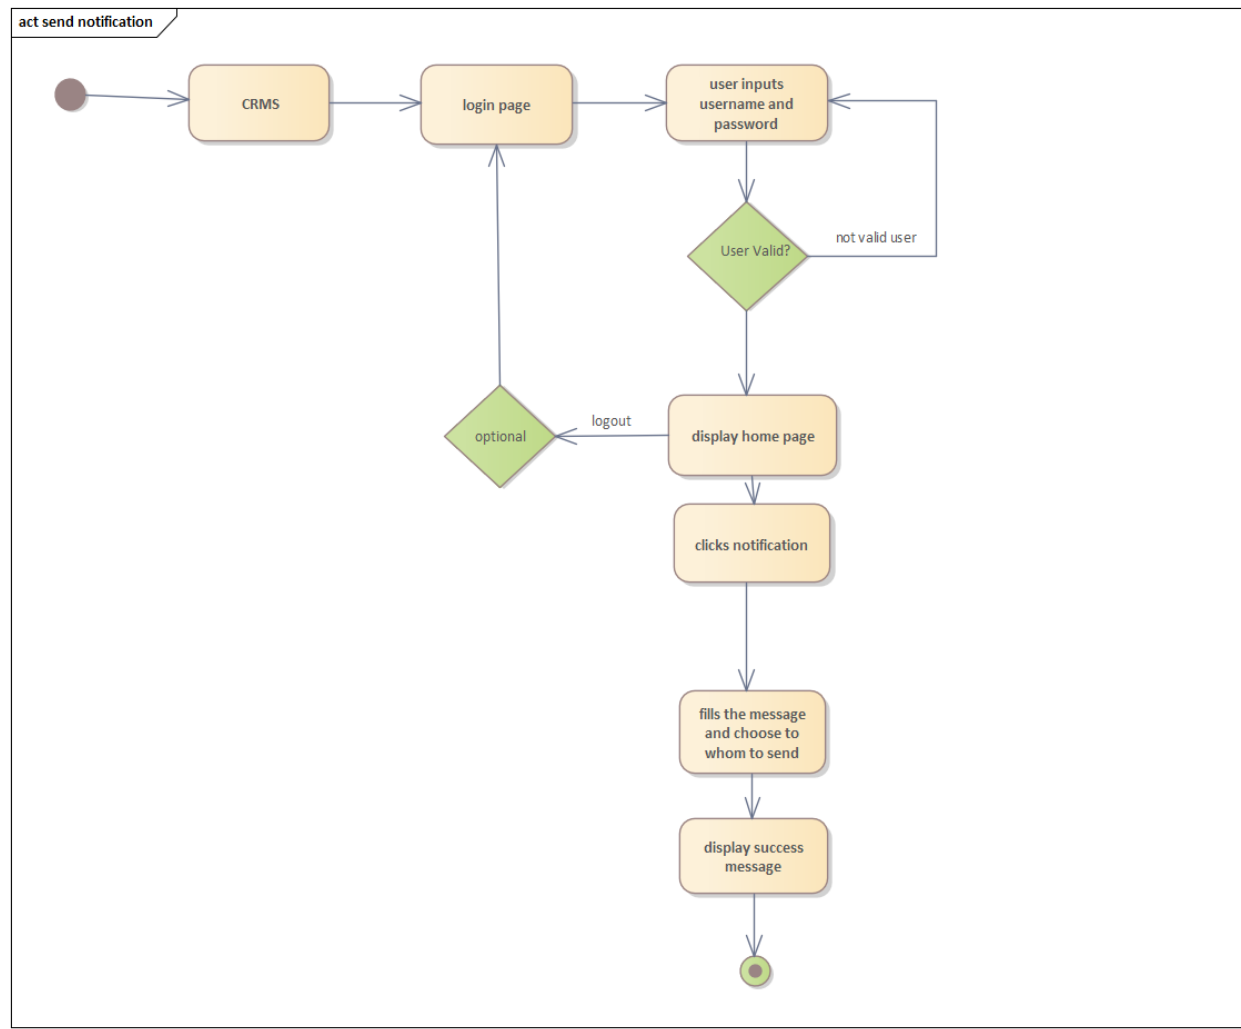 act send notification
CRMS
login page
user inputs
username and
password
User Valid?
not valid user
logout
optional
display home page
clicks notification
fills the message
and choose to
whom to send
display success
message